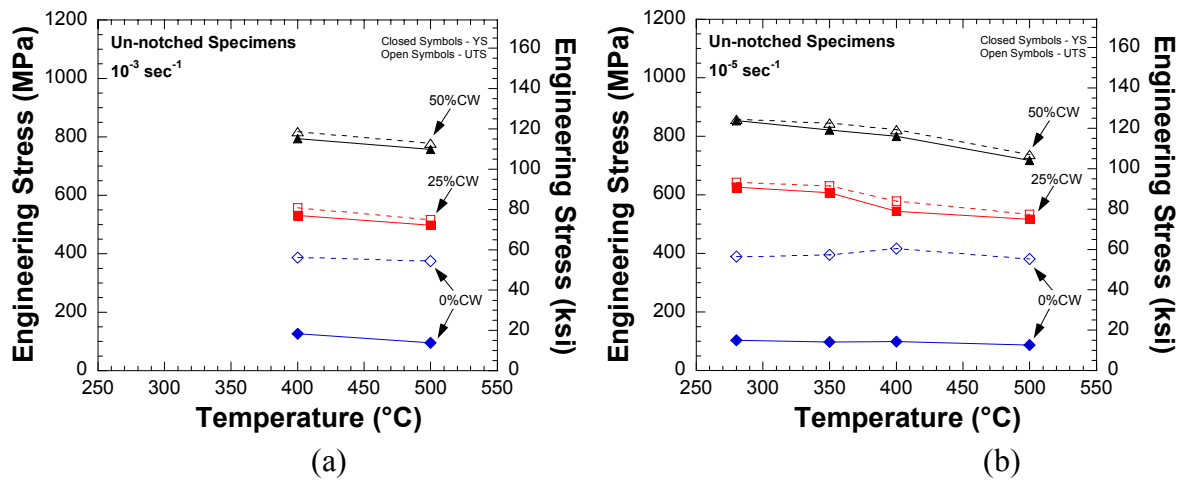 Un-notched Specimens
10⁻³ sec⁻¹
Closed Symbols - YS
Open Symbols - UTS
50%CW
25%CW
0%CW
Engineering Stress (MPa)
1200
1000
800
600
400
200
0
Engineering Stress (ksi)
160
140
120
100
80
60
40
20
0
250 300 350 400 450 500 550
Temperature (°C)
(a)
Un-notched Specimens
10⁻⁵ sec⁻¹
Closed Symbols - YS
Open Symbols - UTS
50%CW
25%CW
0%CW
Engineering Stress (MPa)
1200
1000
800
600
400
200
0
Engineering Stress (ksi)
160
140
120
100
80
60
40
20
0
250 300 350 400 450 500 550
Temperature (°C)
(b)